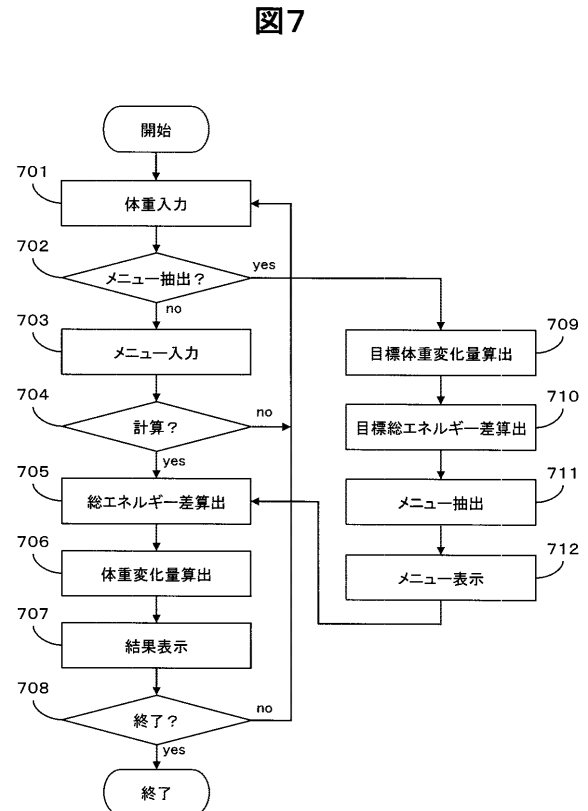 図7
開始
701
体重入力
702
メニュー抽出？
yes
no
703
メニュー入力
704
計算？
no
yes
705
総エネルギー差算出
706
体重変化量算出
707
結果表示
708
終了？
no
yes
終了
709
目標体重変化量算出
710
目標総エネルギー差算出
711
メニュー抽出
712
メニュー表示